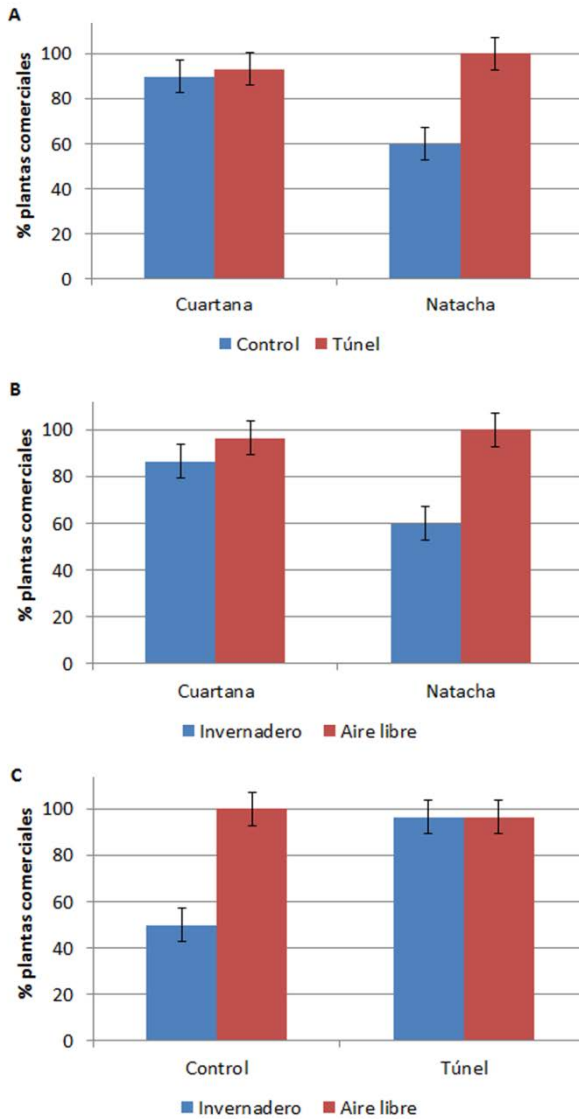 A
% plantas comerciales
100
80
60
40
20
0
Cuartana Natacha
Control Túnel
B
% plantas comerciales
100
80
60
40
20
0
Cuartana Natacha
Invernadero Aire libre
C
% plantas comerciales
100
80
60
40
20
0
Control Túnel
Invernadero Aire libre